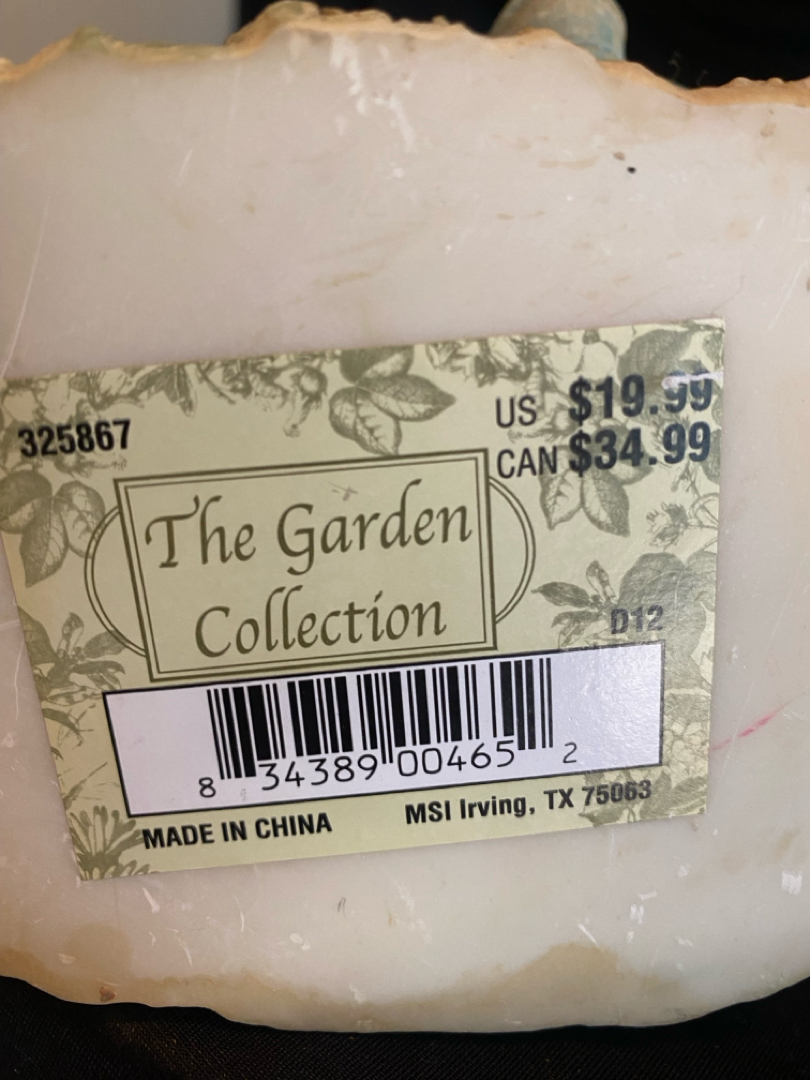 325867
US $19.99
CAN $34.99
The Garden
Collection
D12
8 34389 00465 2
MADE IN CHINA
MSI Irving, TX 75063